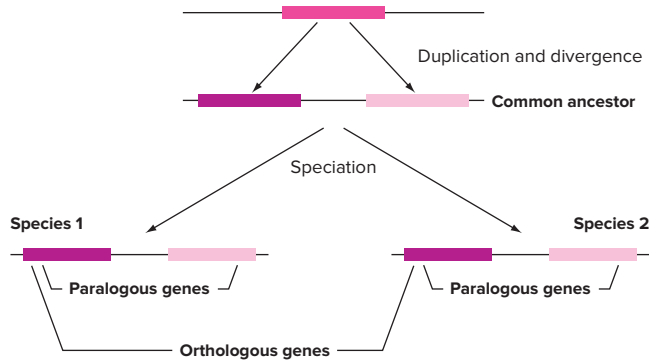 Duplication and divergence
Common ancestor
Speciation
Species 1
Species 2
Paralogous genes
Paralogous genes
Orthologous genes